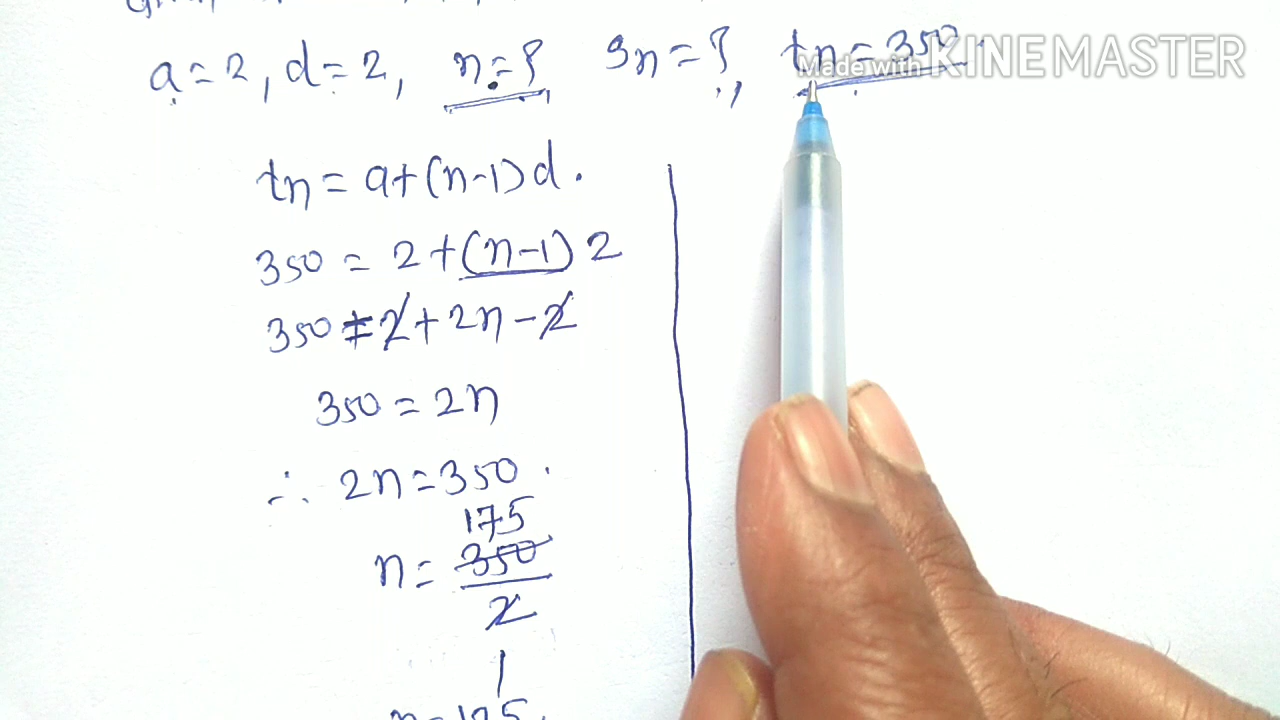 a = 2, d = 2, n = ? Sn = ?, tn = 350.
Made with KINEMASTER
tn = a + (n-1) d.
350 = 2 + (n-1) 2
350 = 2 + 2n - 2
350 = 2n
∴ 2n = 350.
175
n = 350
2
1
n = 175.